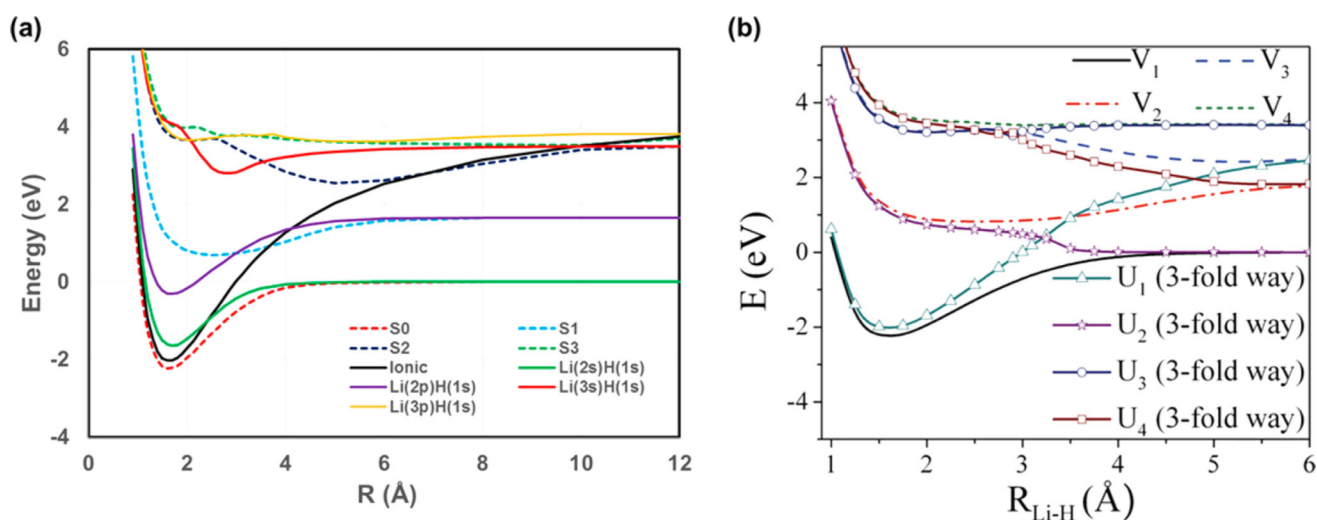 (a)
6
4
2
0
-2
-4
Energy (eV)
S0 S1
S2 S3
Ionic Li(2s)H(1s)
Li(2p)H(1s) Li(3s)H(1s)
Li(3p)H(1s)
0 2 4 6 8 10 12
R (Å)
(b)
4
2
0
-2
-4
E (eV)
V1 V3
V2 V4
U1 (3-fold way)
U2 (3-fold way)
U3 (3-fold way)
U4 (3-fold way)
1 2 3 4 5 6
RLi-H (Å)